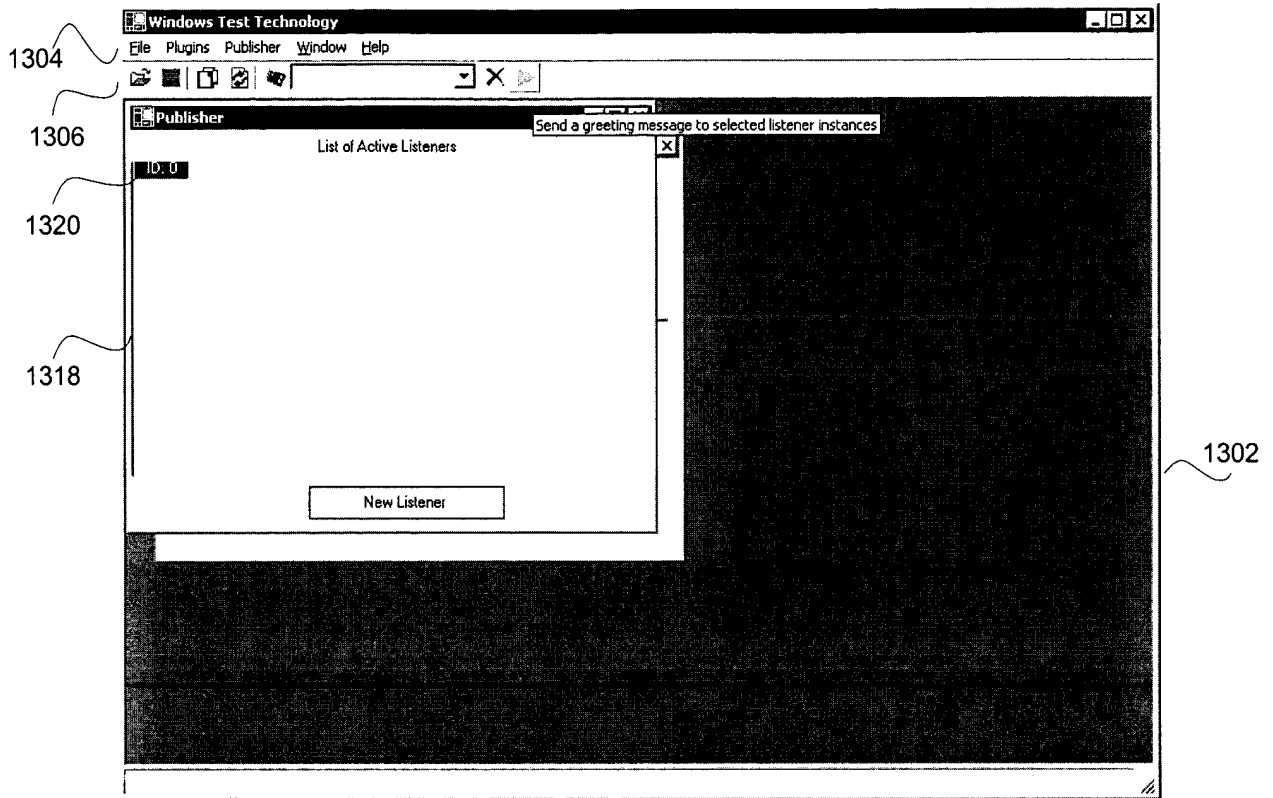 Windows Test Technology
File Plugins Publisher Window Help
1304
1306
Publisher
Send a greeting message to selected listener instances
List of Active Listeners
ID: 0
1320
1318
1302
New Listener